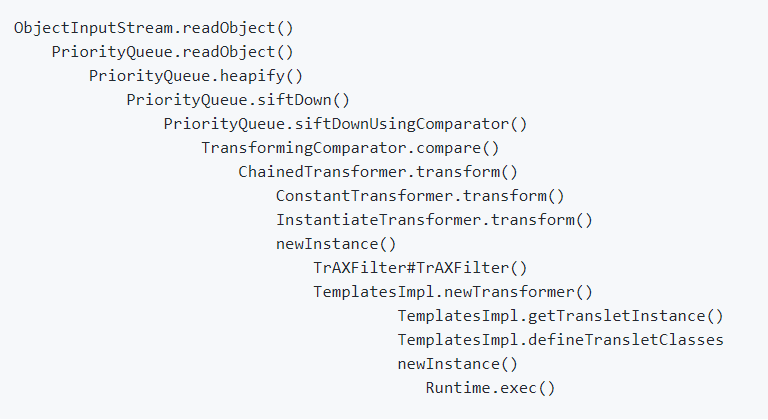 ObjectInputStream.readObject()
PriorityQueue.readObject()
PriorityQueue.heapify()
PriorityQueue.siftDown()
PriorityQueue.siftDownUsingComparator()
TransformingComparator.compare()
ChainedTransformer.transform()
ConstantTransformer.transform()
InstantiateTransformer.transform()
newInstance()
TrAXFilter#TrAXFilter()
TemplatesImpl.newTransformer()
TemplatesImpl.getTransletInstance()
TemplatesImpl.defineTransletClasses
newInstance()
Runtime.exec()